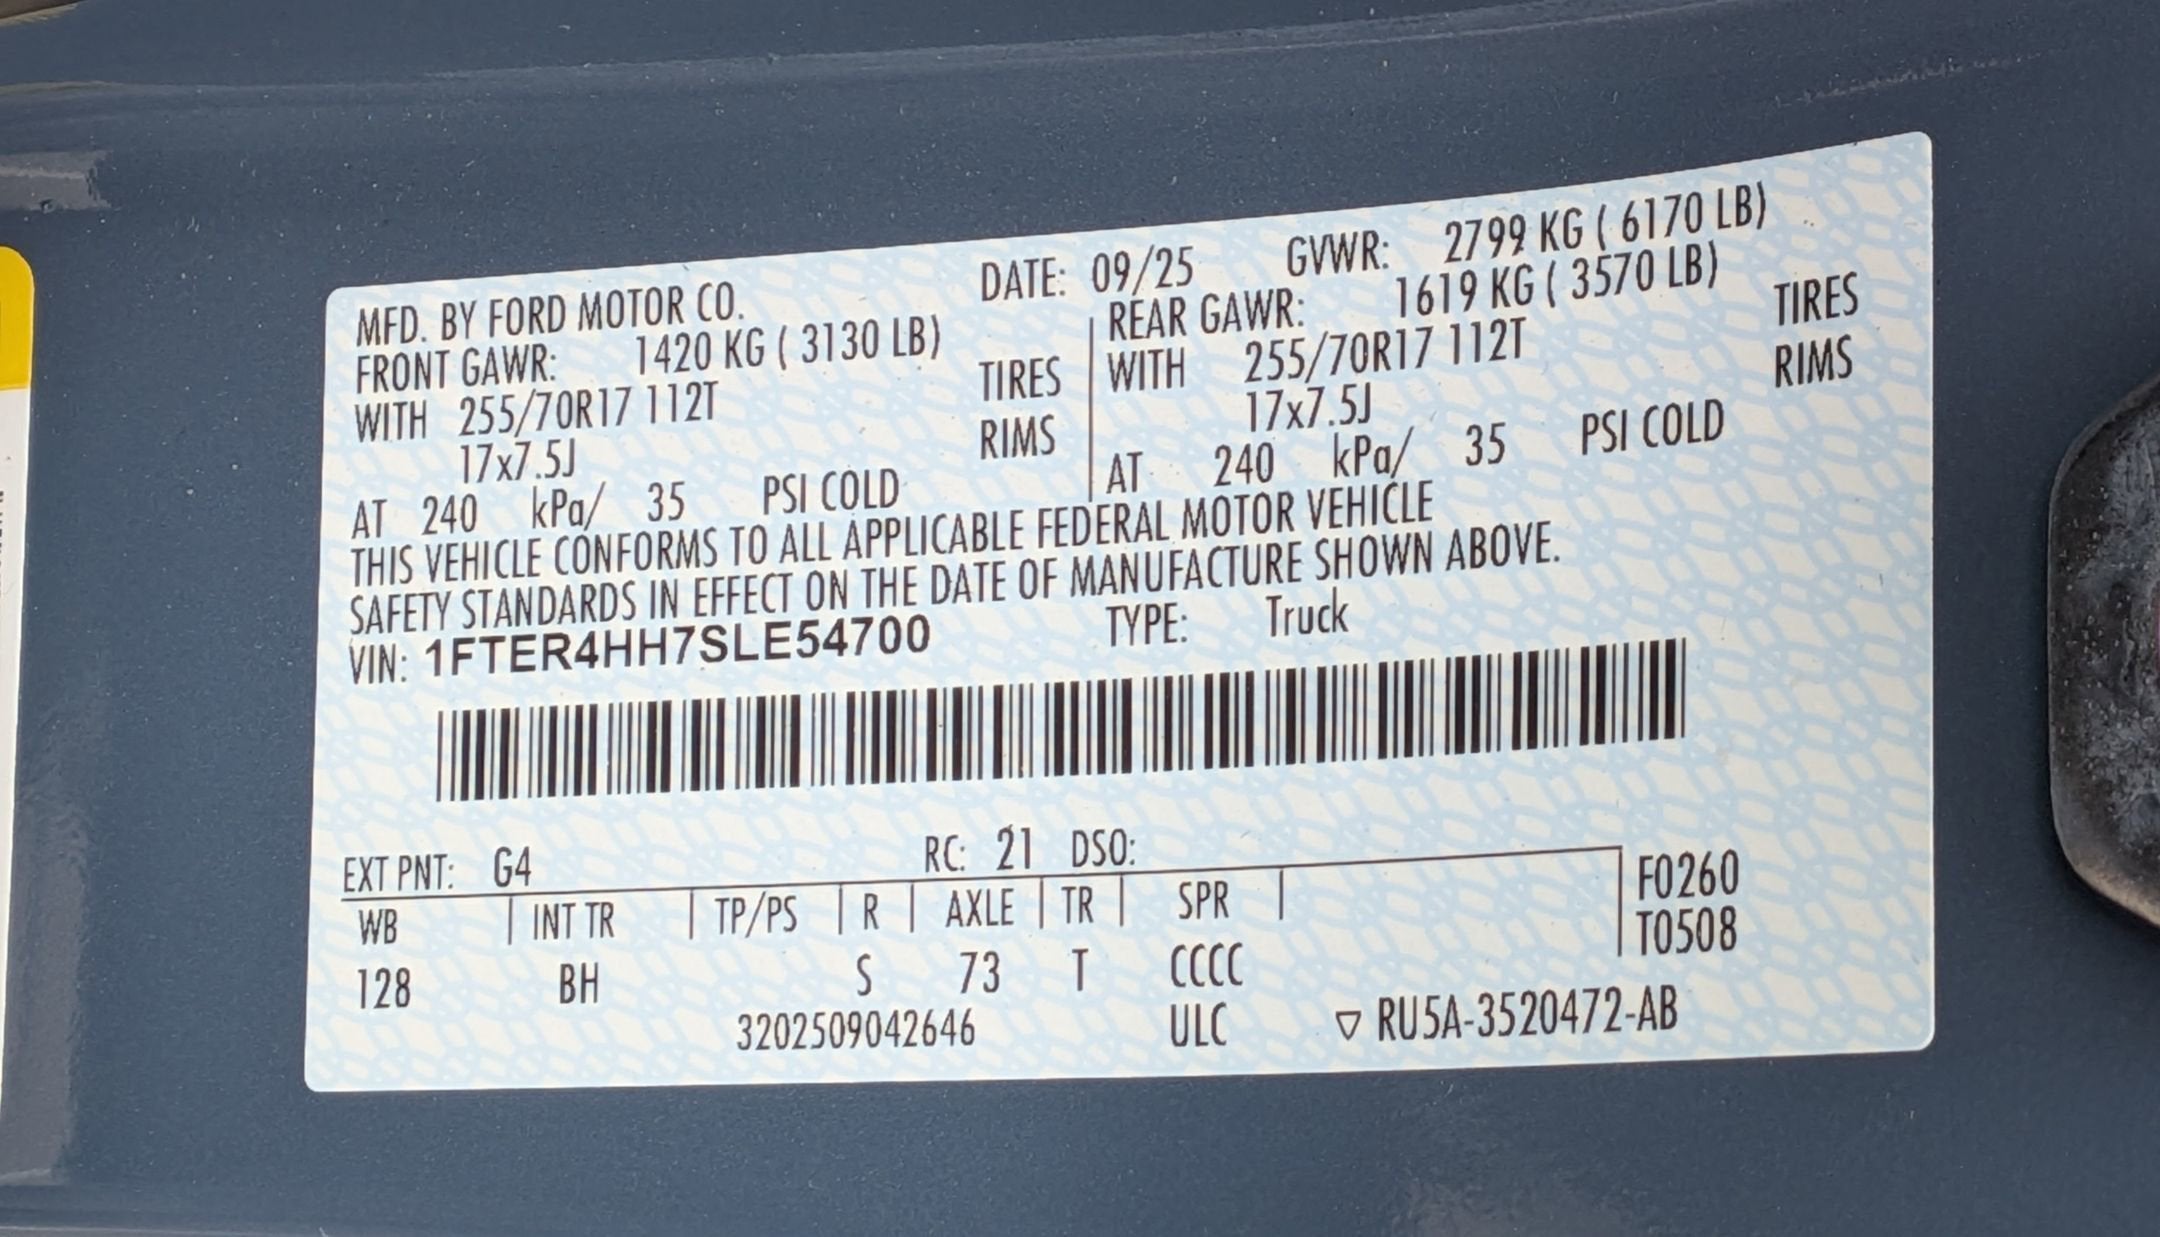 MFD. BY FORD MOTOR CO. DATE: 09/25 GVWR: 2799 KG ( 6170 LB)
FRONT GAWR: 1420 KG ( 3130 LB) REAR GAWR: 1619 KG ( 3570 LB)
WITH 255/70R17 112T TIRES WITH 255/70R17 112T TIRES
17x7.5J RIMS 17x7.5J RIMS
AT 240 kPa/ 35 PSI COLD AT 240 kPa/ 35 PSI COLD
THIS VEHICLE CONFORMS TO ALL APPLICABLE FEDERAL MOTOR VEHICLE
SAFETY STANDARDS IN EFFECT ON THE DATE OF MANUFACTURE SHOWN ABOVE.
VIN: 1FTER4HH7SLE54700 TYPE: Truck
EXT PNT: G4 RC: 21 DSO:
WB | INT TR | TP/PS | R | AXLE | TR | SPR | F0260
T0508
128 BH S 73 T CCCC
3202509042646 ULC ▽ RU5A-3520472-AB